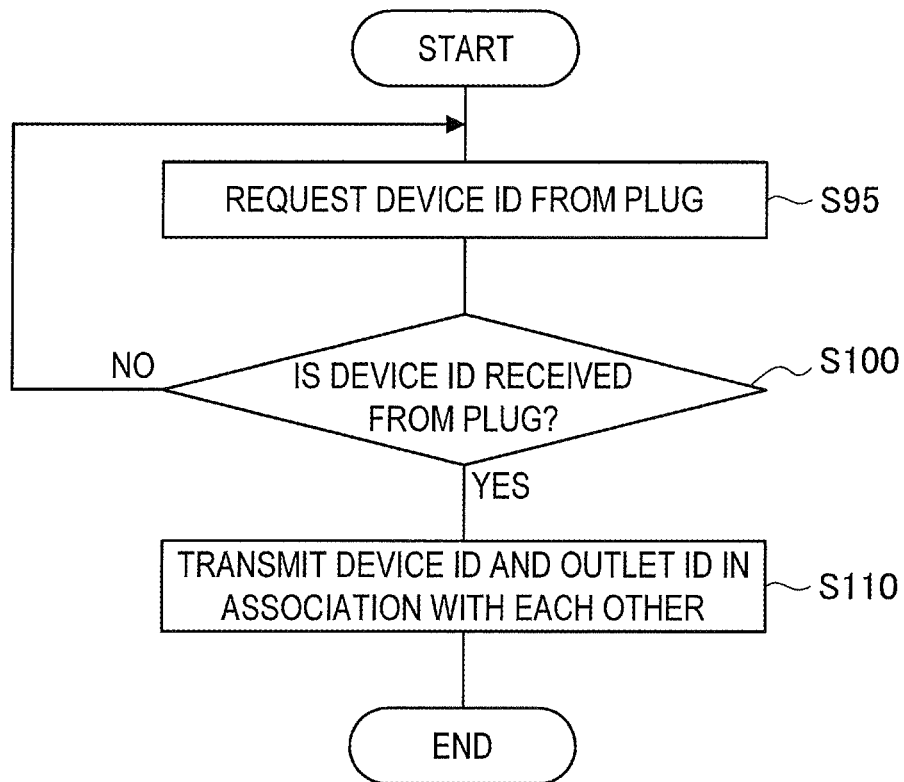 START
REQUEST DEVICE ID FROM PLUG
S95
IS DEVICE ID RECEIVED
FROM PLUG?
S100
NO
YES
TRANSMIT DEVICE ID AND OUTLET ID IN
ASSOCIATION WITH EACH OTHER
S110
END